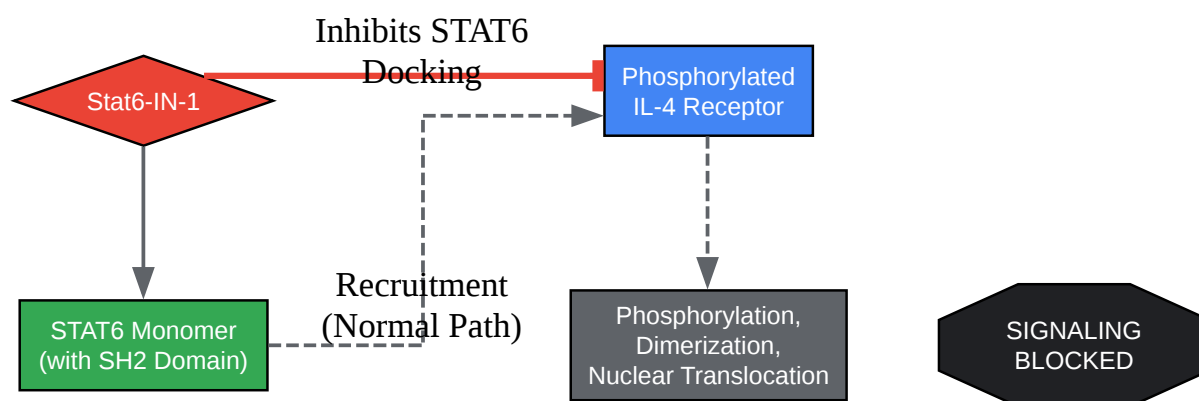 Inhibits STAT6
Docking
Stat6-IN-1
Phosphorylated
IL-4 Receptor
Recruitment
(Normal Path)
STAT6 Monomer
(with SH2 Domain)
Phosphorylation,
Dimerization,
Nuclear Translocation
SIGNALING
BLOCKED